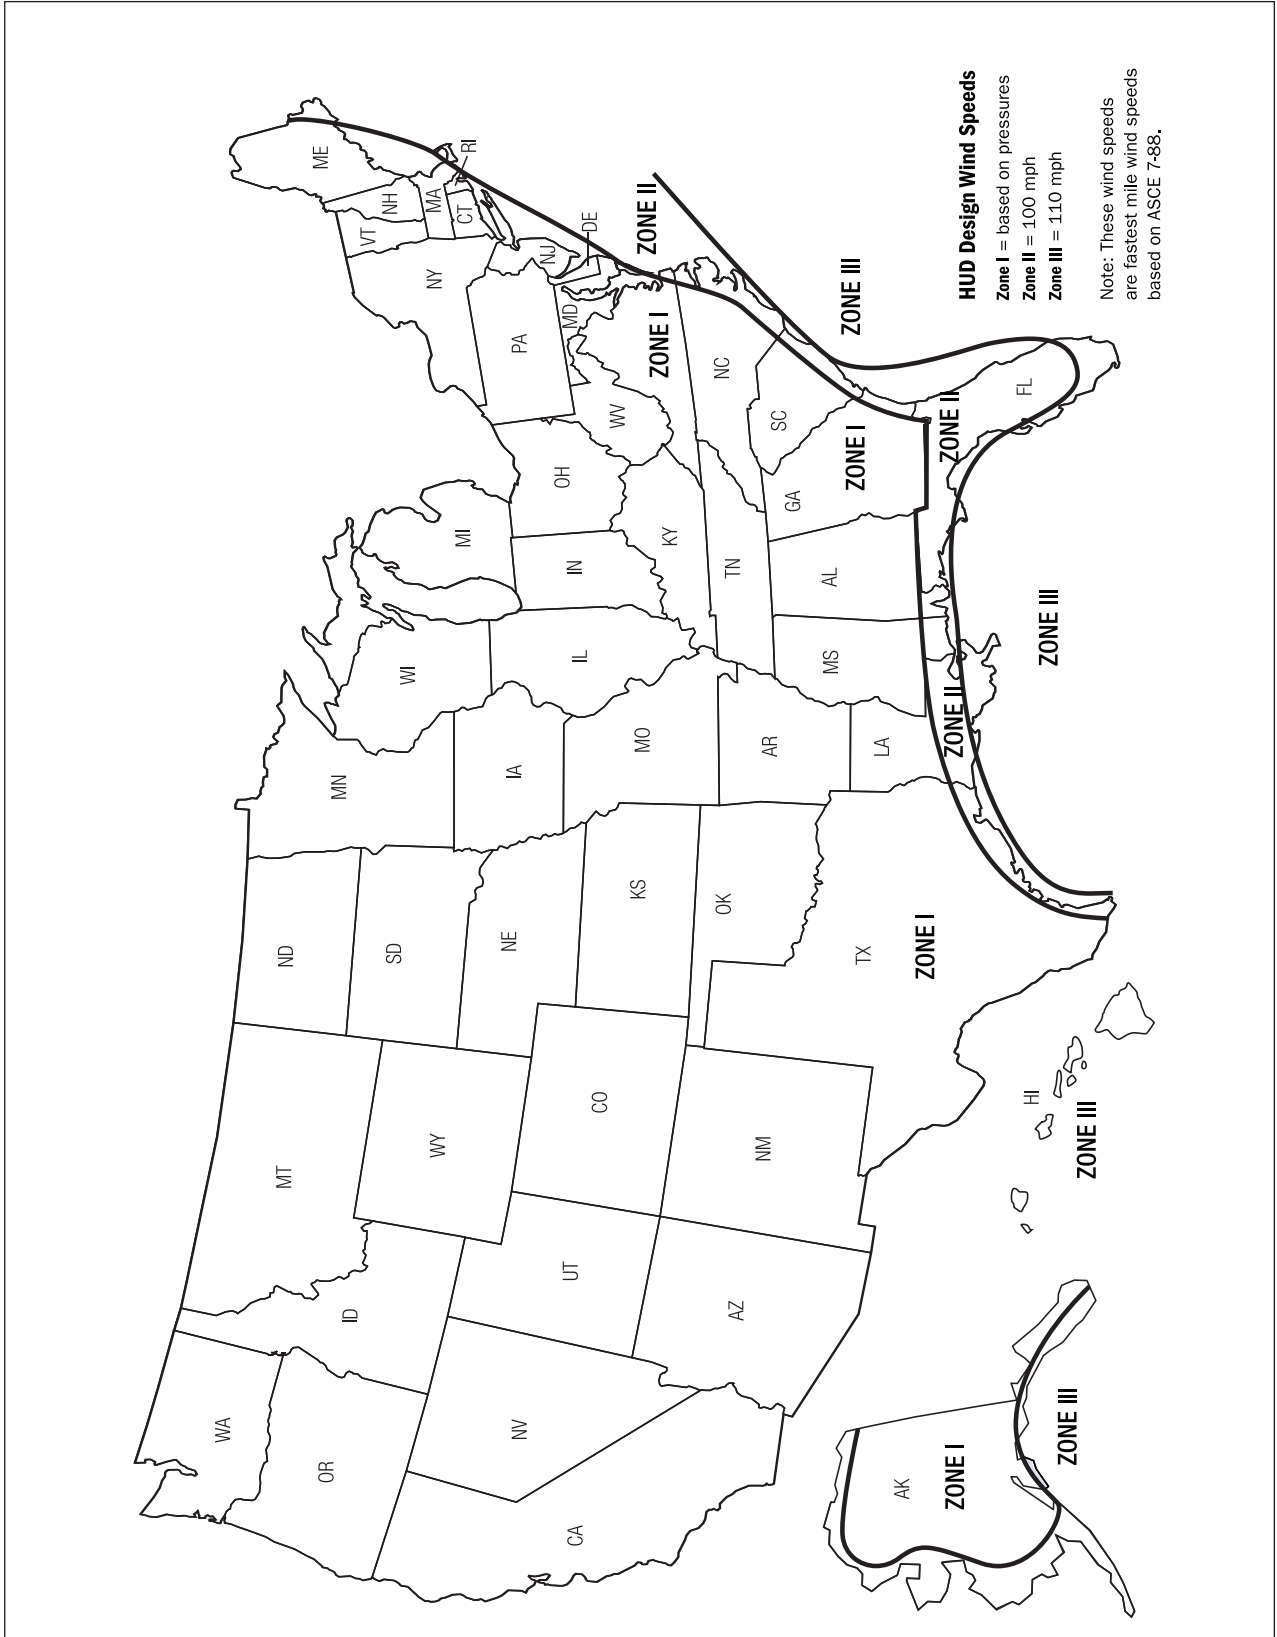 WA
MT
ND
ME
OR
MN
ID
VT
NH
SD
WI
WY
NY
MA
MI
CT
RI
NV
NE
IA
PA
NJ
CA
UT
IN
OH
MD
IL
DE
CO
WV
KS
MO
ZONE II
ZONE I
KY
OK
NC
AZ
TN
NM
AR
SC
GA
AL
MS
ZONE III
ZONE I
TX
LA
AK
ZONE I
ZONE I
ZONE II
ZONE II
FL
HI
ZONE III
ZONE III
ZONE III
HUD Design Wind Speeds
Zone I = based on pressures
Zone II = 100 mph
Zone III = 110 mph
Note: These wind speeds
are fastest mile wind speeds
based on ASCE 7-88.